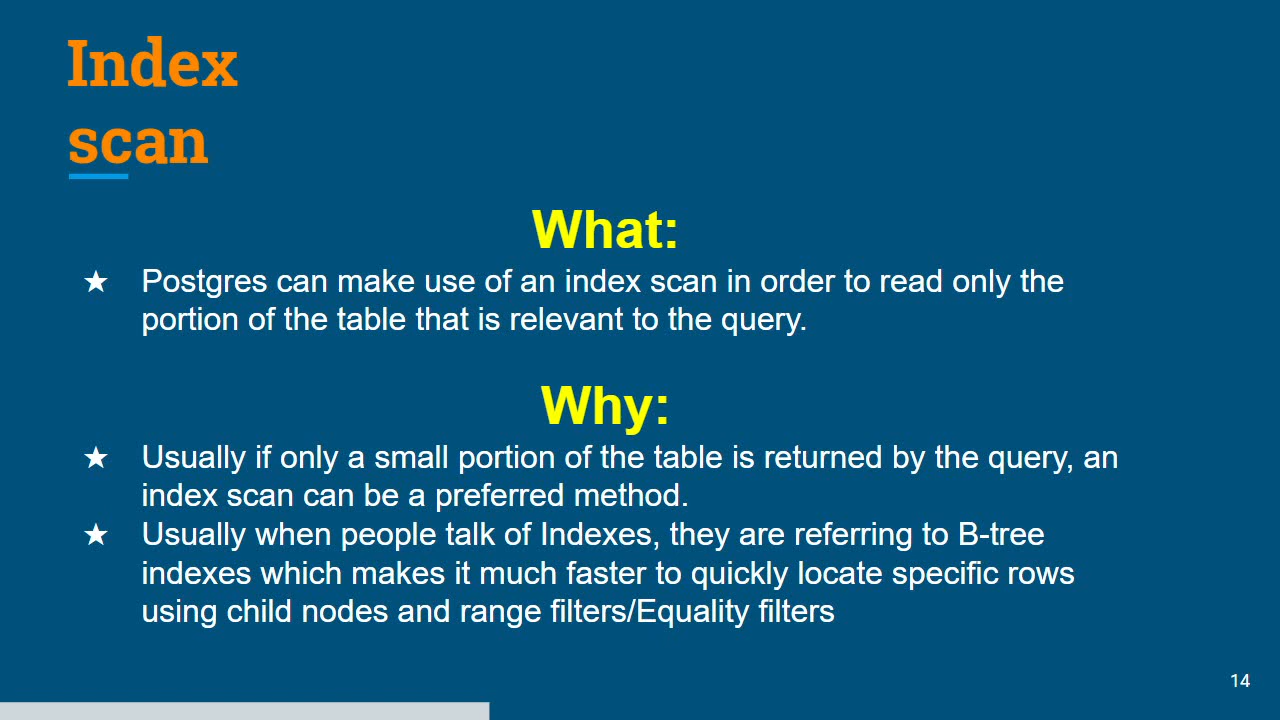 Index
scan
What:
★ Postgres can make use of an index scan in order to read only the
portion of the table that is relevant to the query.
Why:
★ Usually if only a small portion of the table is returned by the query, an
index scan can be a preferred method.
★ Usually when people talk of Indexes, they are referring to B-tree
indexes which makes it much faster to quickly locate specific rows
using child nodes and range filters/Equality filters
14